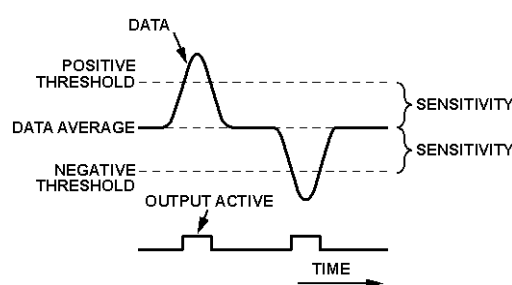 DATA
POSITIVE
THRESHOLD
SENSITIVITY
DATA AVERAGE
SENSITIVITY
NEGATIVE
THRESHOLD
OUTPUT ACTIVE
TIME